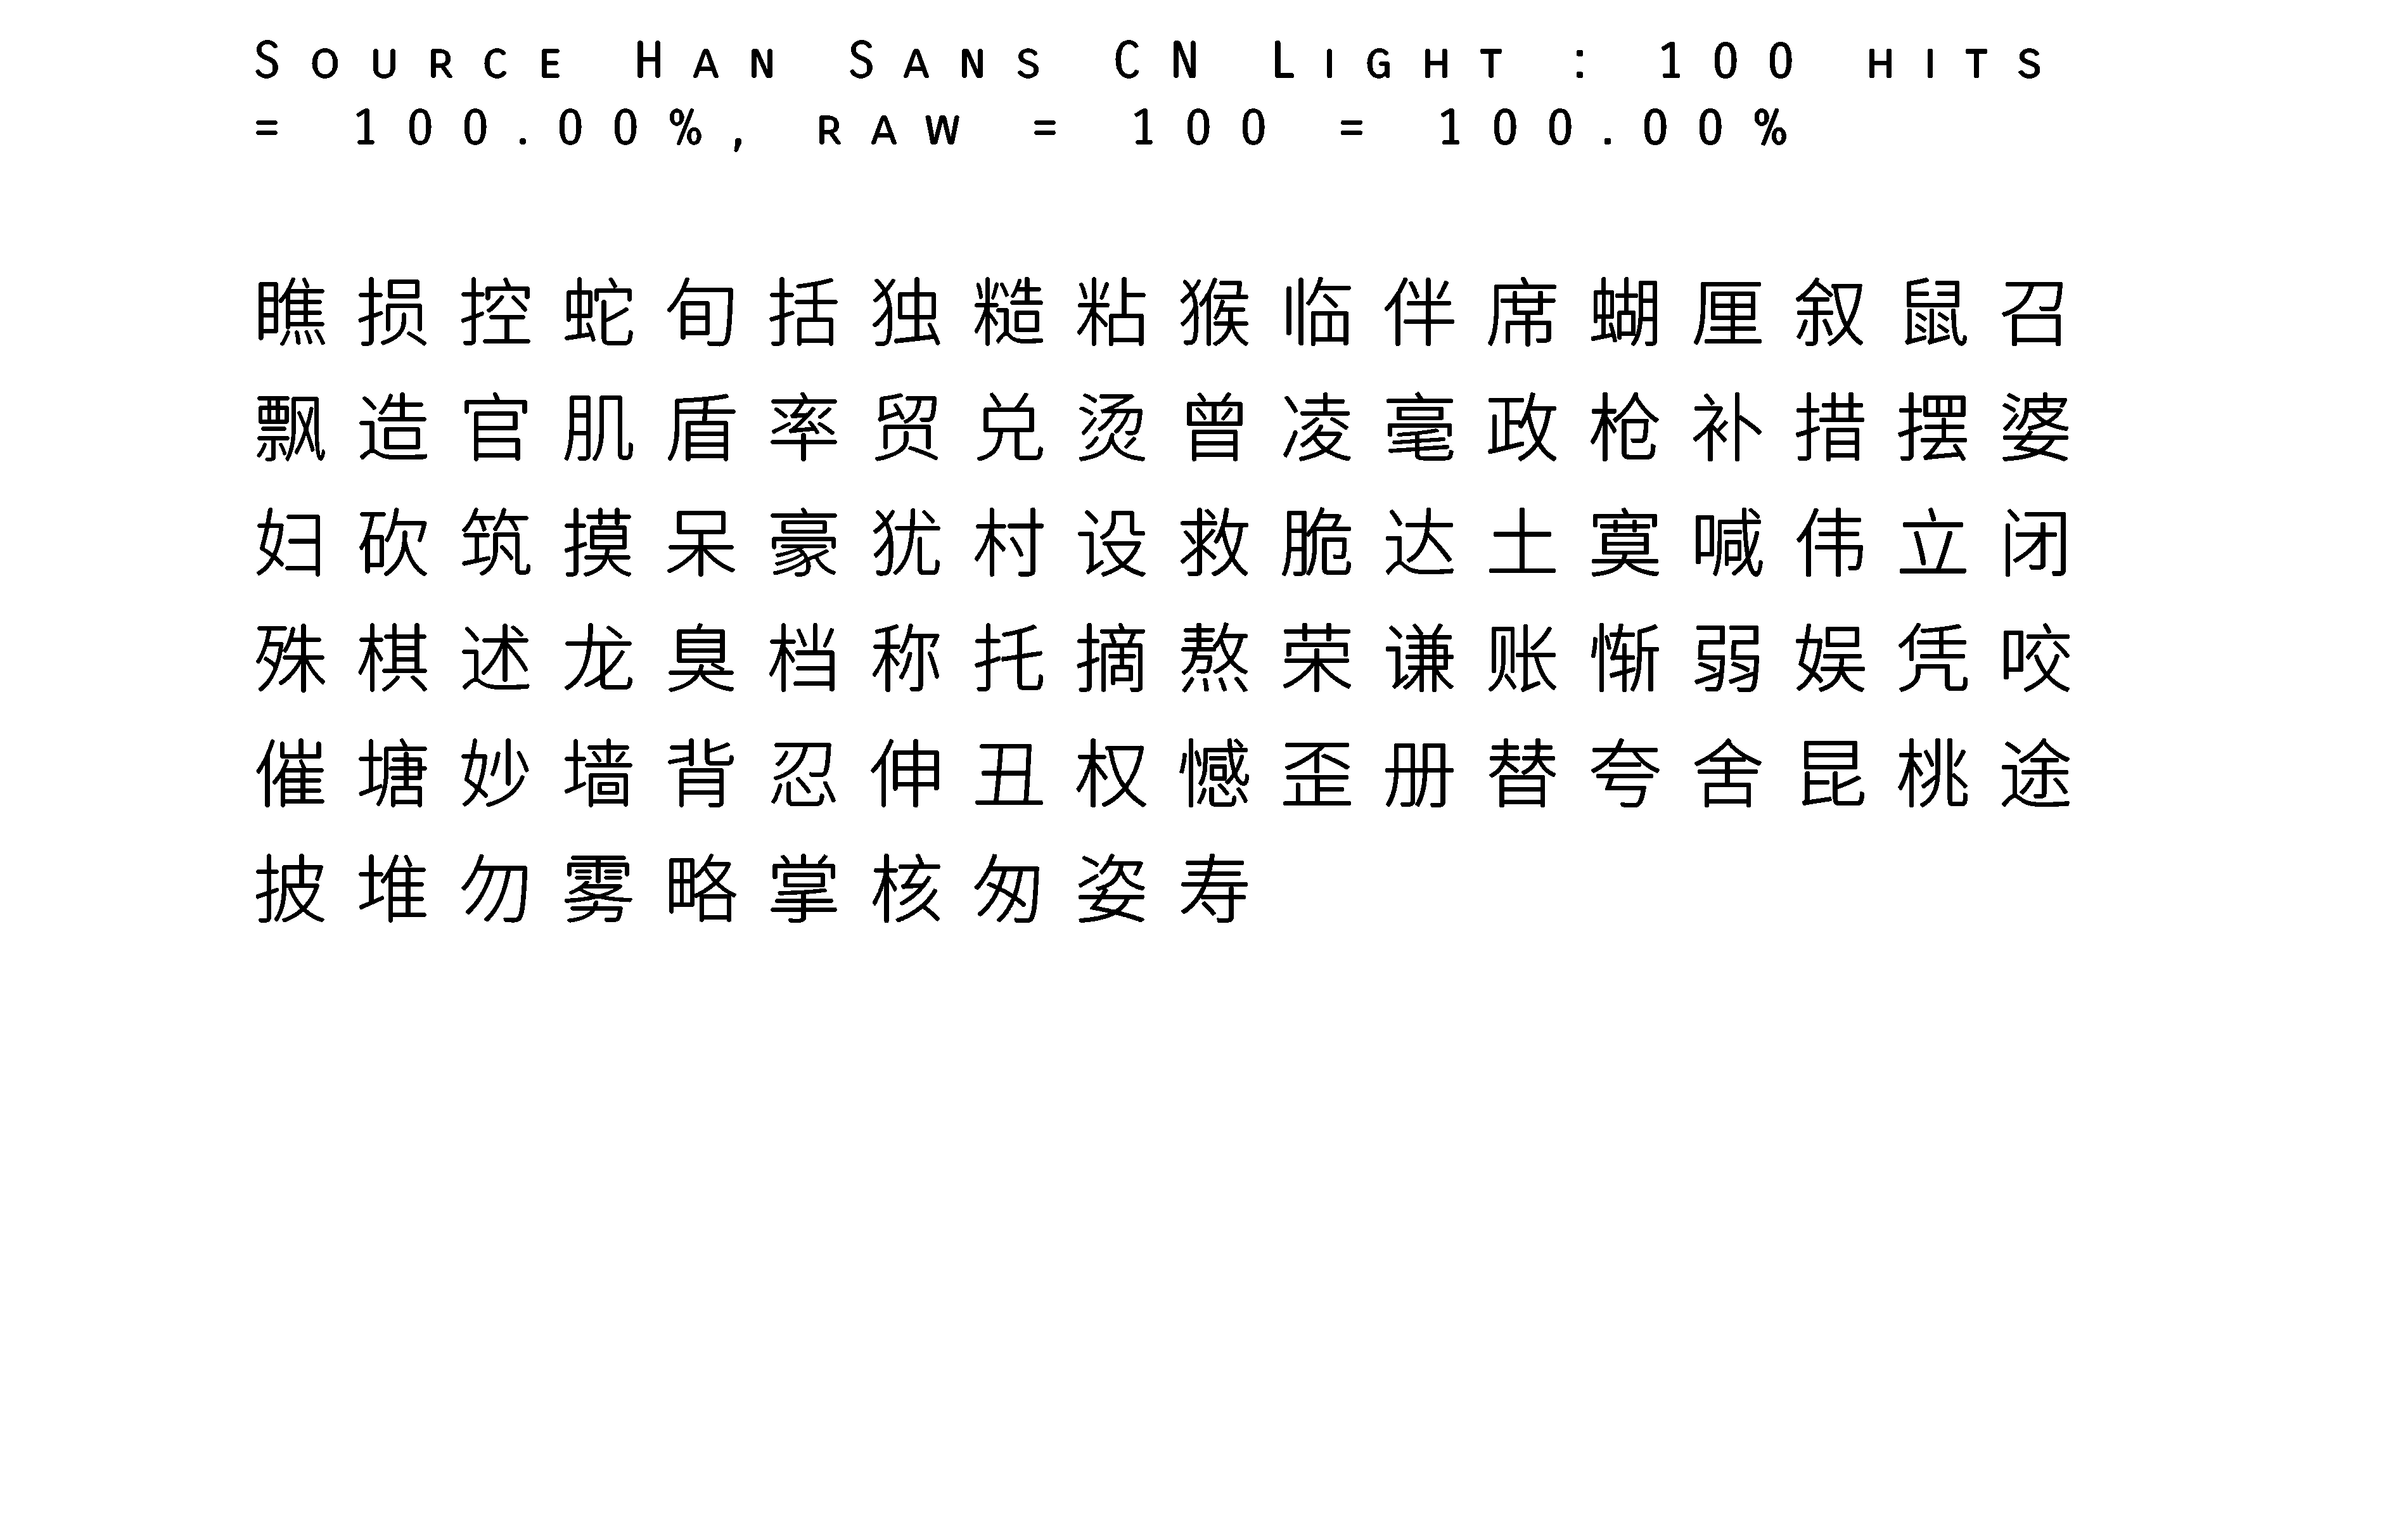 Source Han Sans CN Light : 100 hits
= 100.00%, raw = 100 = 100.00%
瞧损控蛇旬括独糙粘猴临伴席蝴厘叙鼠召
飘造官肌盾率贸兑烫曾凌毫政枪补措摆婆
妇砍筑摸呆豪犹村设救脆达土寞喊伟立闭
殊棋述龙臭档称托摘熬荣谦账惭弱娱凭咬
催塘妙墙背忍伸丑权憾歪册替夸舍昆桃途
披堆勿雾略掌核匆姿寿